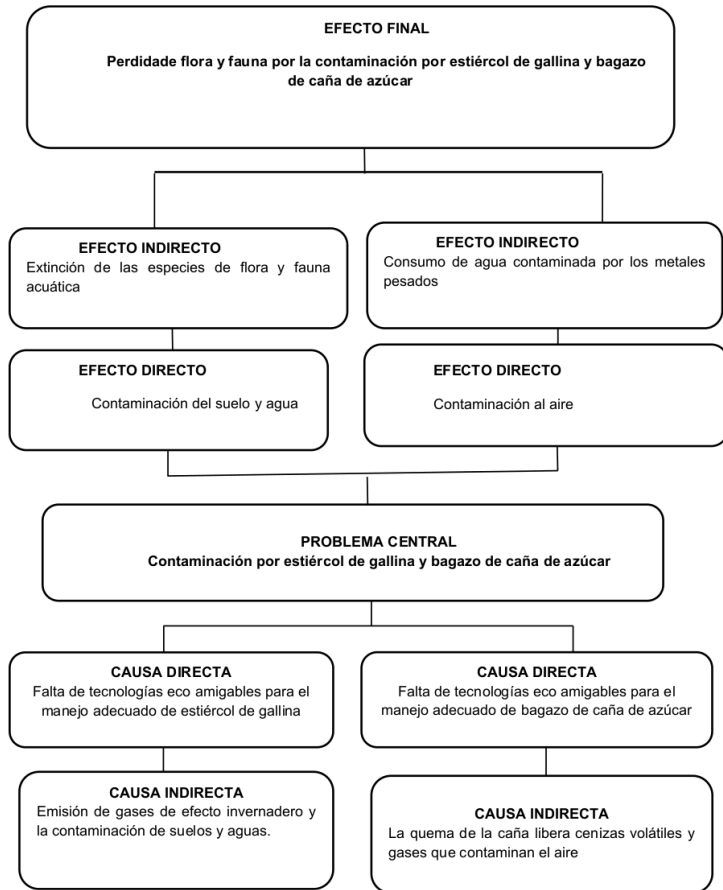 EFECTO FINAL
Perdidade flora y fauna por la contaminación por estiércol de gallina y bagazo
de caña de azúcar
EFECTO INDIRECTO
Extinción de las especies de flora y fauna
acuática
EFECTO INDIRECTO
Consumo de agua contaminada por los metales
pesados
EFECTO DIRECTO
Contaminación del suelo y agua
EFECTO DIRECTO
Contaminación al aire
PROBLEMA CENTRAL
Contaminación por estiércol de gallina y bagazo de caña de azúcar
CAUSA DIRECTA
Falta de tecnologías eco amigables para el
manejo adecuado de estiércol de gallina
CAUSA DIRECTA
Falta de tecnologías eco amigables para el
manejo adecuado de bagazo de caña de azúcar
CAUSA INDIRECTA
Emisión de gases de efecto invernadero y
la contaminación de suelos y aguas.
CAUSA INDIRECTA
La quema de la caña libera cenizas volátiles y
gases que contaminan el aire